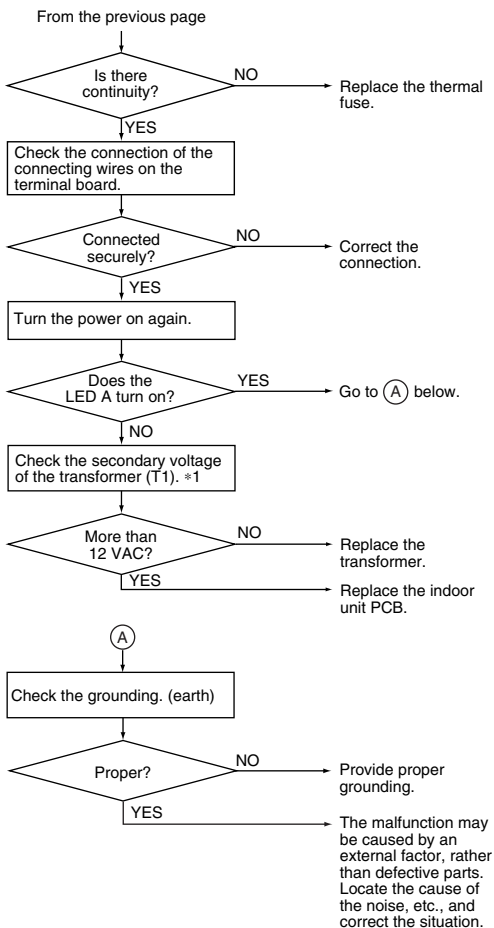 From the previous page
Is there
continuity?
NO
Replace the thermal
fuse.
YES
Check the connection of the
connecting wires on the
terminal board.
Connected
securely?
NO
Correct the
connection.
YES
Turn the power on again.
Does the
LED A turn on?
YES
Go to A below.
NO
Check the secondary voltage
of the transformer (T1). *1
More than
12 VAC?
NO
Replace the
transformer.
YES
Replace the indoor
unit PCB.
A
Check the grounding. (earth)
Proper?
NO
Provide proper
grounding.
YES
The malfunction may
be caused by an
external factor, rather
than defective parts.
Locate the cause of
the noise, etc., and
correct the situation.